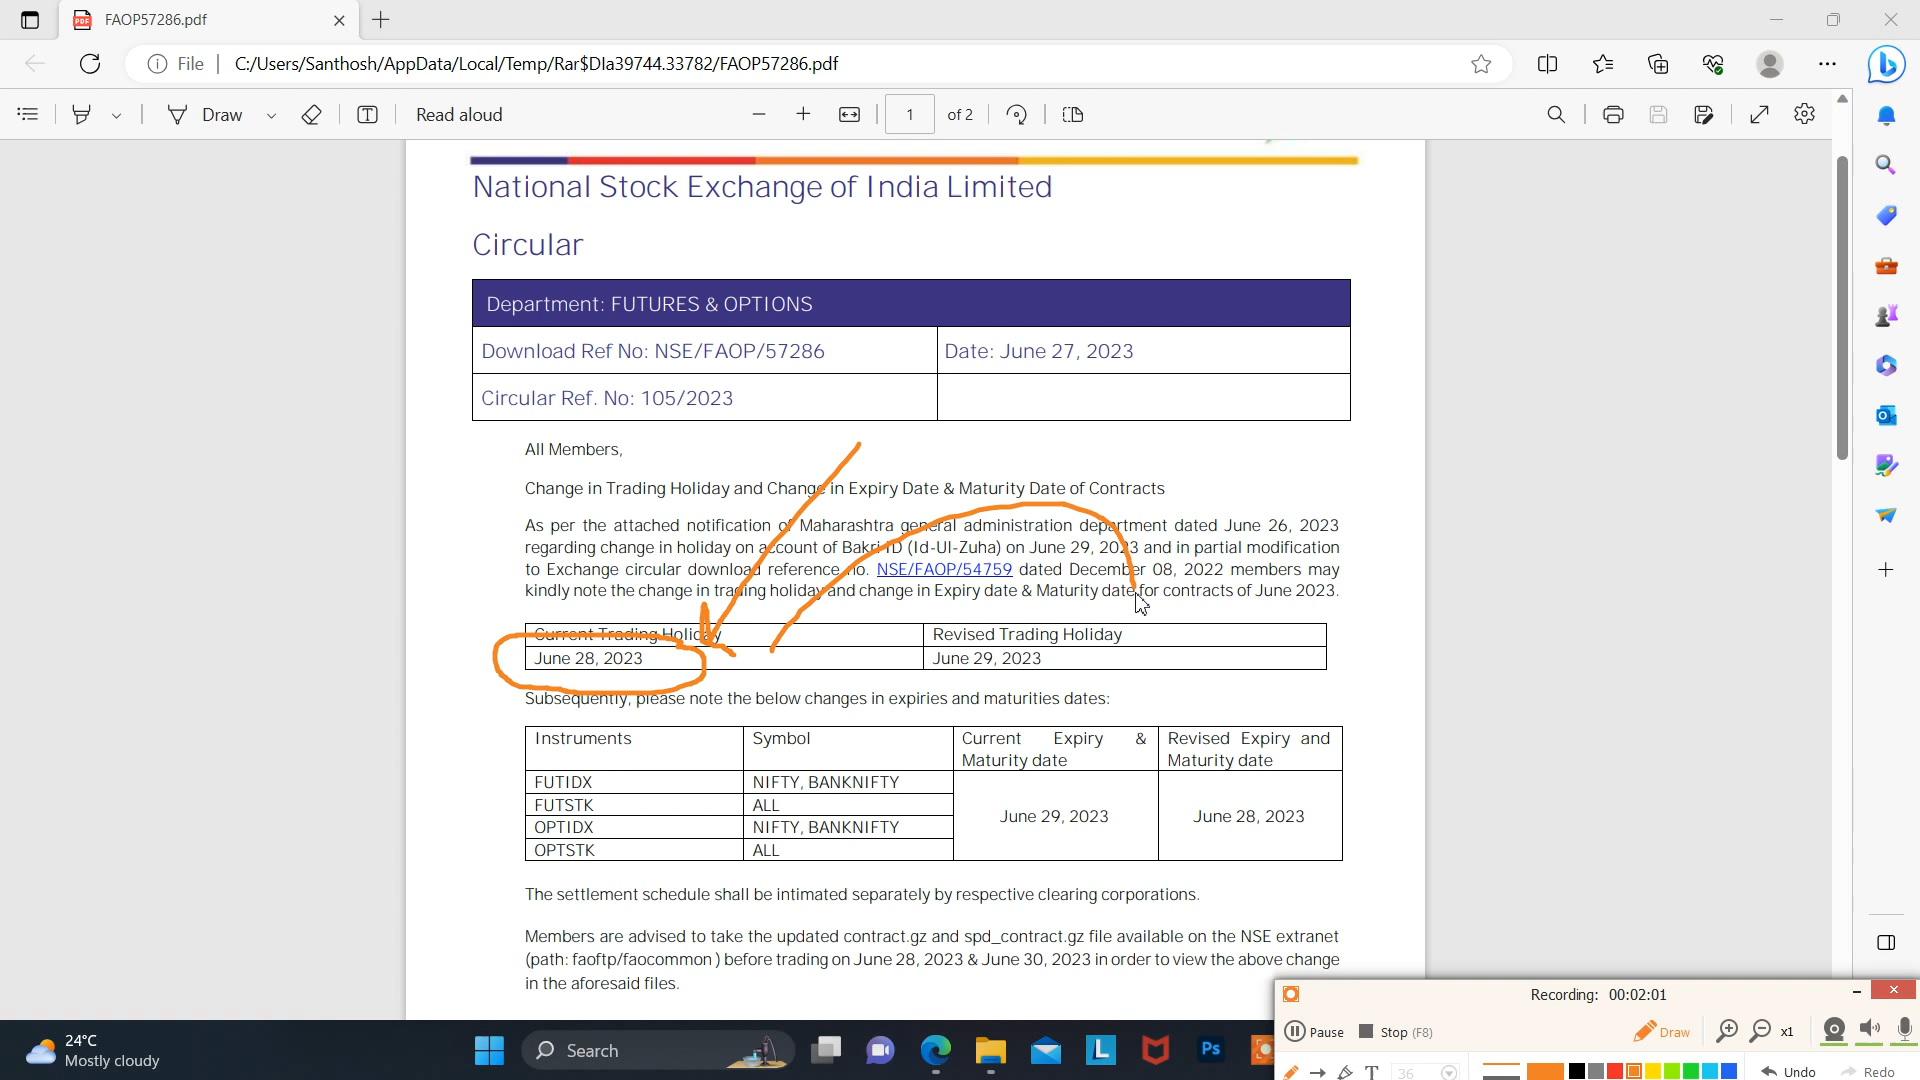 FAOP57286.pdf
File
C:/Users/Santhosh/AppData/Local/Temp/Rar$DIa39744.33782/FAOP57286.pdf
Draw
Read aloud
1 of 2
National Stock Exchange of India Limited
Circular
Department: FUTURES & OPTIONS
Download Ref No: NSE/FAOP/57286 Date: June 27, 2023
Circular Ref. No: 105/2023
All Members,
Change in Trading Holiday and Change in Expiry Date & Maturity Date of Contracts
As per the attached notification of Maharashtra general administration department dated June 26, 2023
regarding change in holiday on account of Bakri ID (Id-Ul-Zuha) on June 29, 2023 and in partial modification
to Exchange circular download reference no. NSE/FAOP/54759 dated December 08, 2022 members may
kindly note the change in trading holiday and change in Expiry date & Maturity date for contracts of June 2023.
Current Trading Holiday Revised Trading Holiday
June 28, 2023 June 29, 2023
Subsequently, please note the below changes in expiries and maturities dates:
Instruments Symbol Current Expiry & Revised Expiry and
Maturity date Maturity date
FUTIDX NIFTY, BANKNIFTY
FUTSTK ALL
June 29, 2023 June 28, 2023
OPTIDX NIFTY, BANKNIFTY
OPTSTK ALL
The settlement schedule shall be intimated separately by respective clearing corporations.
Members are advised to take the updated contract.gz and spd_contract.gz file available on the NSE extranet
(path: faoftp/faocommon ) before trading on June 28, 2023 & June 30, 2023 in order to view the above change
in the aforesaid files.
Recording: 00:02:01
Pause Stop (F8) Draw x1
T 36 Undo Redo
24°C
Mostly cloudy
Search
L
Ps